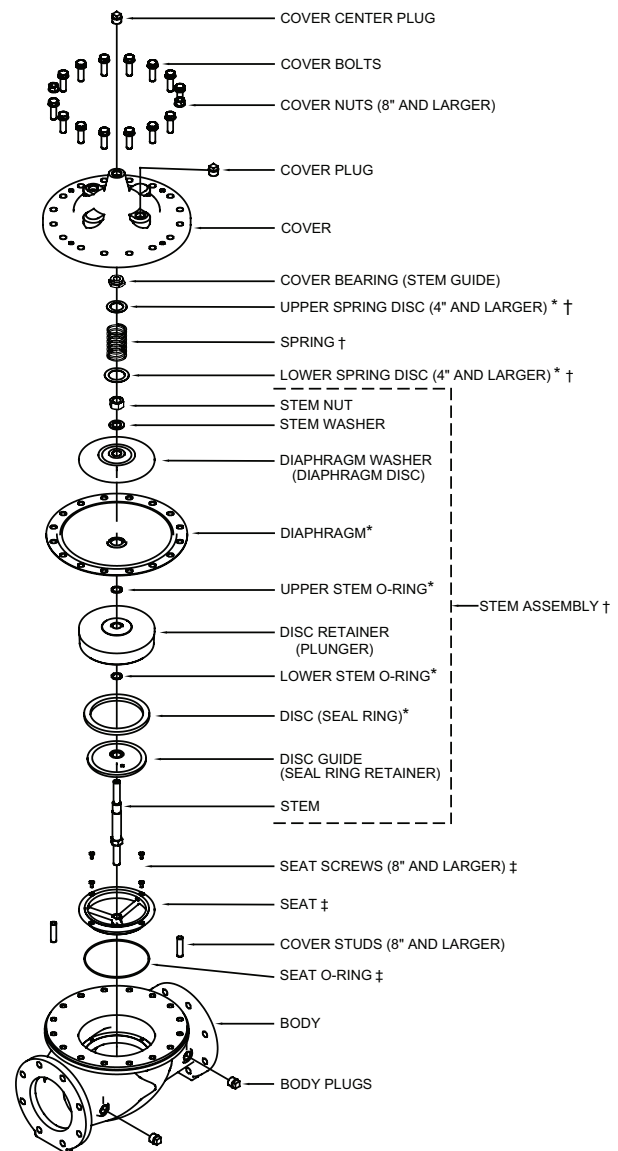 COVER CENTER PLUG
COVER BOLTS
COVER NUTS (8" AND LARGER)
COVER PLUG
COVER
COVER BEARING (STEM GUIDE)
UPPER SPRING DISC (4" AND LARGER) * †
SPRING †
LOWER SPRING DISC (4" AND LARGER) * †
STEM NUT
STEM WASHER
DIAPHRAGM WASHER
(DIAPHRAGM DISC)
DIAPHRAGM*
UPPER STEM O-RING*
STEM ASSEMBLY †
DISC RETAINER
(PLUNGER)
LOWER STEM O-RING*
DISC (SEAL RING)*
DISC GUIDE
(SEAL RING RETAINER)
STEM
SEAT SCREWS (8" AND LARGER) ‡
SEAT ‡
COVER STUDS (8" AND LARGER)
SEAT O-RING ‡
BODY
BODY PLUGS